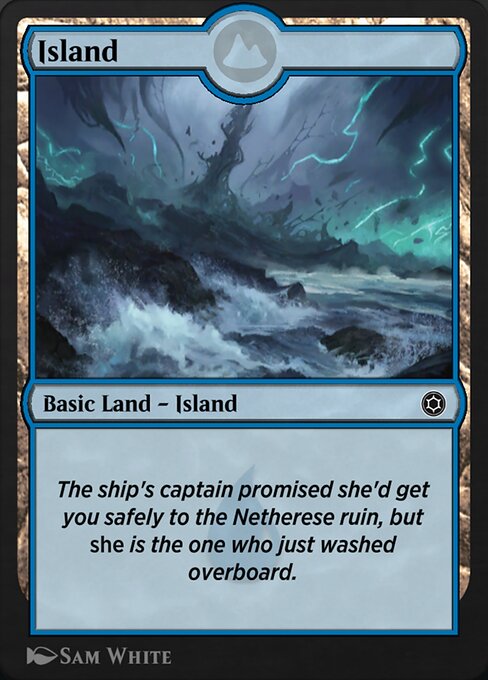 Island
Basic Land – Island
The ship's captain promised she'd get
you safely to the Netherese ruin, but
she is the one who just washed
overboard.
Sam White